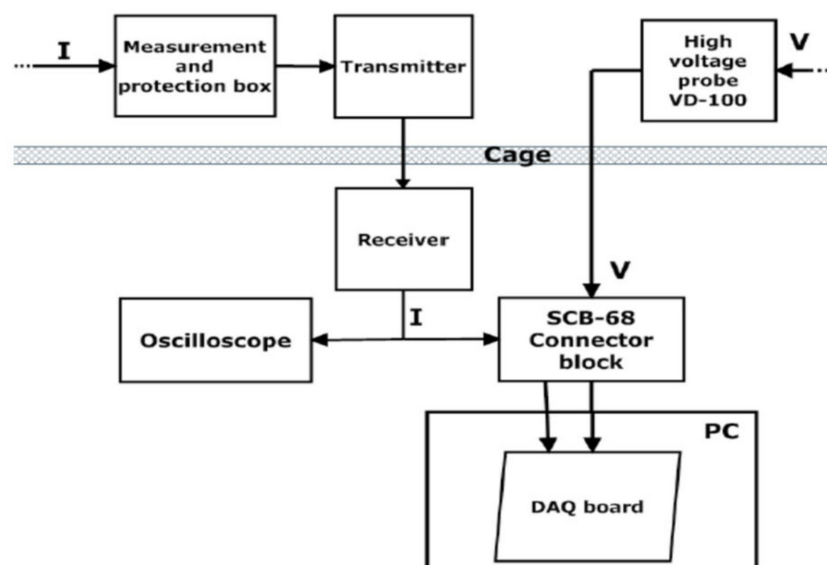 I
Measurement
and
protection box
Transmitter
High
voltage
probe
VD-100
V
Cage
Receiver
V
I
Oscilloscope
SCB-68
Connector
block
PC
DAQ board